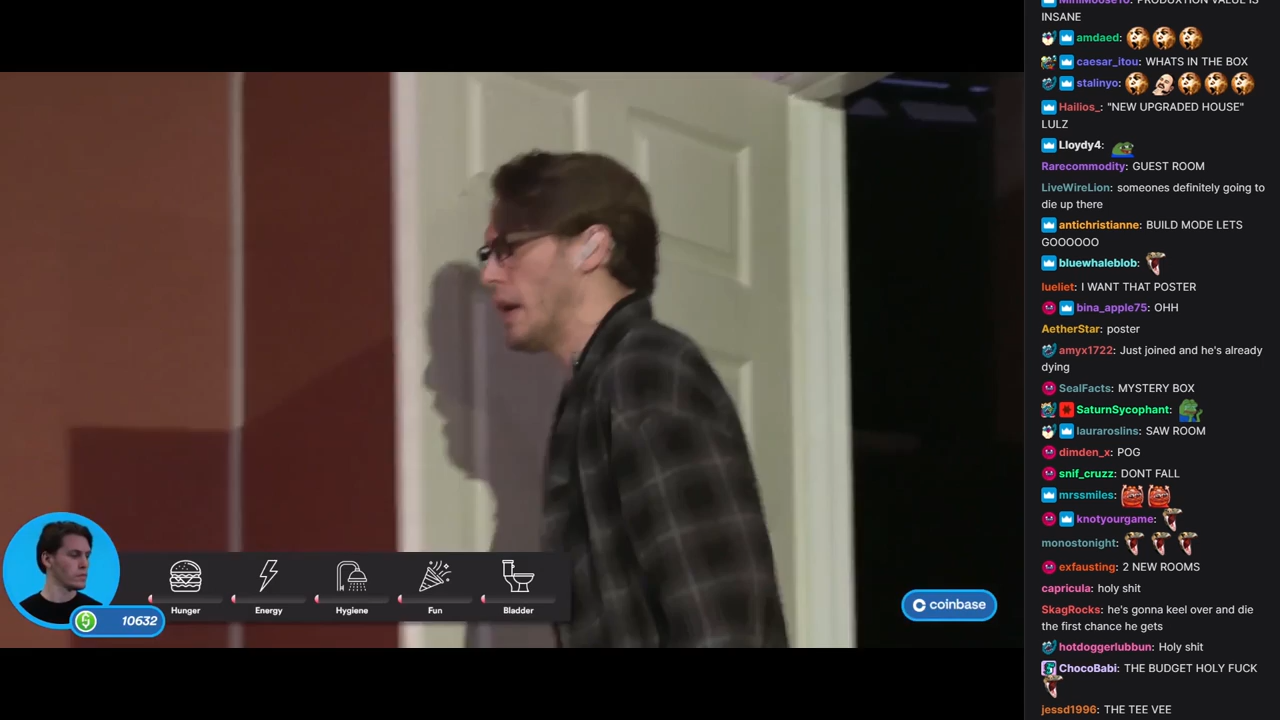 MiniMoose10: PRODUXTION VALUE IS
INSANE
amdaed:
caesar_itou: WHATS IN THE BOX
stalinyo:
Hailios_: "NEW UPGRADED HOUSE"
LULZ
Lloydy4:
Rarecommodity: GUEST ROOM
LiveWireLion: someones definitely going to
die up there
antichristianne: BUILD MODE LETS
GOOOOOO
bluewhaleblob:
lueliet: I WANT THAT POSTER
bina_apple75: OHH
AetherStar: poster
amyx1722: Just joined and he's already
dying
SealFacts: MYSTERY BOX
SaturnSycophant:
lauraroslins: SAW ROOM
dimden_x: POG
snif_cruzz: DONT FALL
mrssmiles:
knotyourgame:
monostonight:
exfausting: 2 NEW ROOMS
capricula: holy shit
SkagRocks: he's gonna keel over and die
the first chance he gets
hotdoggerlubbun: Holy shit
ChocoBabi: THE BUDGET HOLY FUCK
jessd1996: THE TEE VEE
Hunger
Energy
Hygiene
Fun
Bladder
10632
coinbase